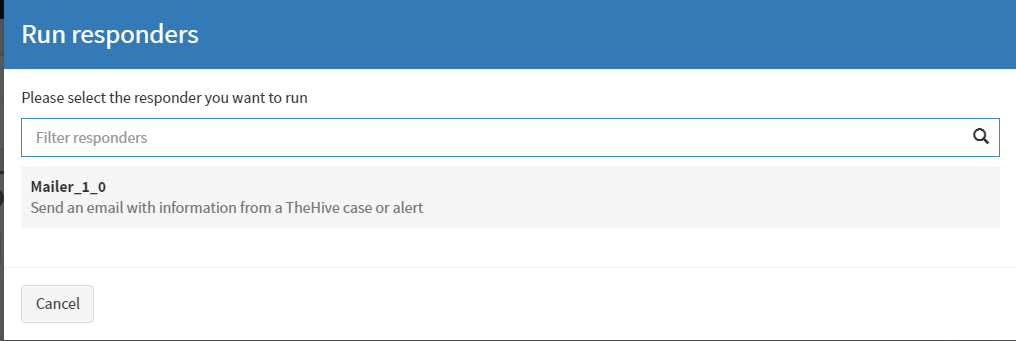 Run responders
Please select the responder you want to run
Filter responders
Mailer_1_0
Send an email with information from a TheHive case or alert
Cancel